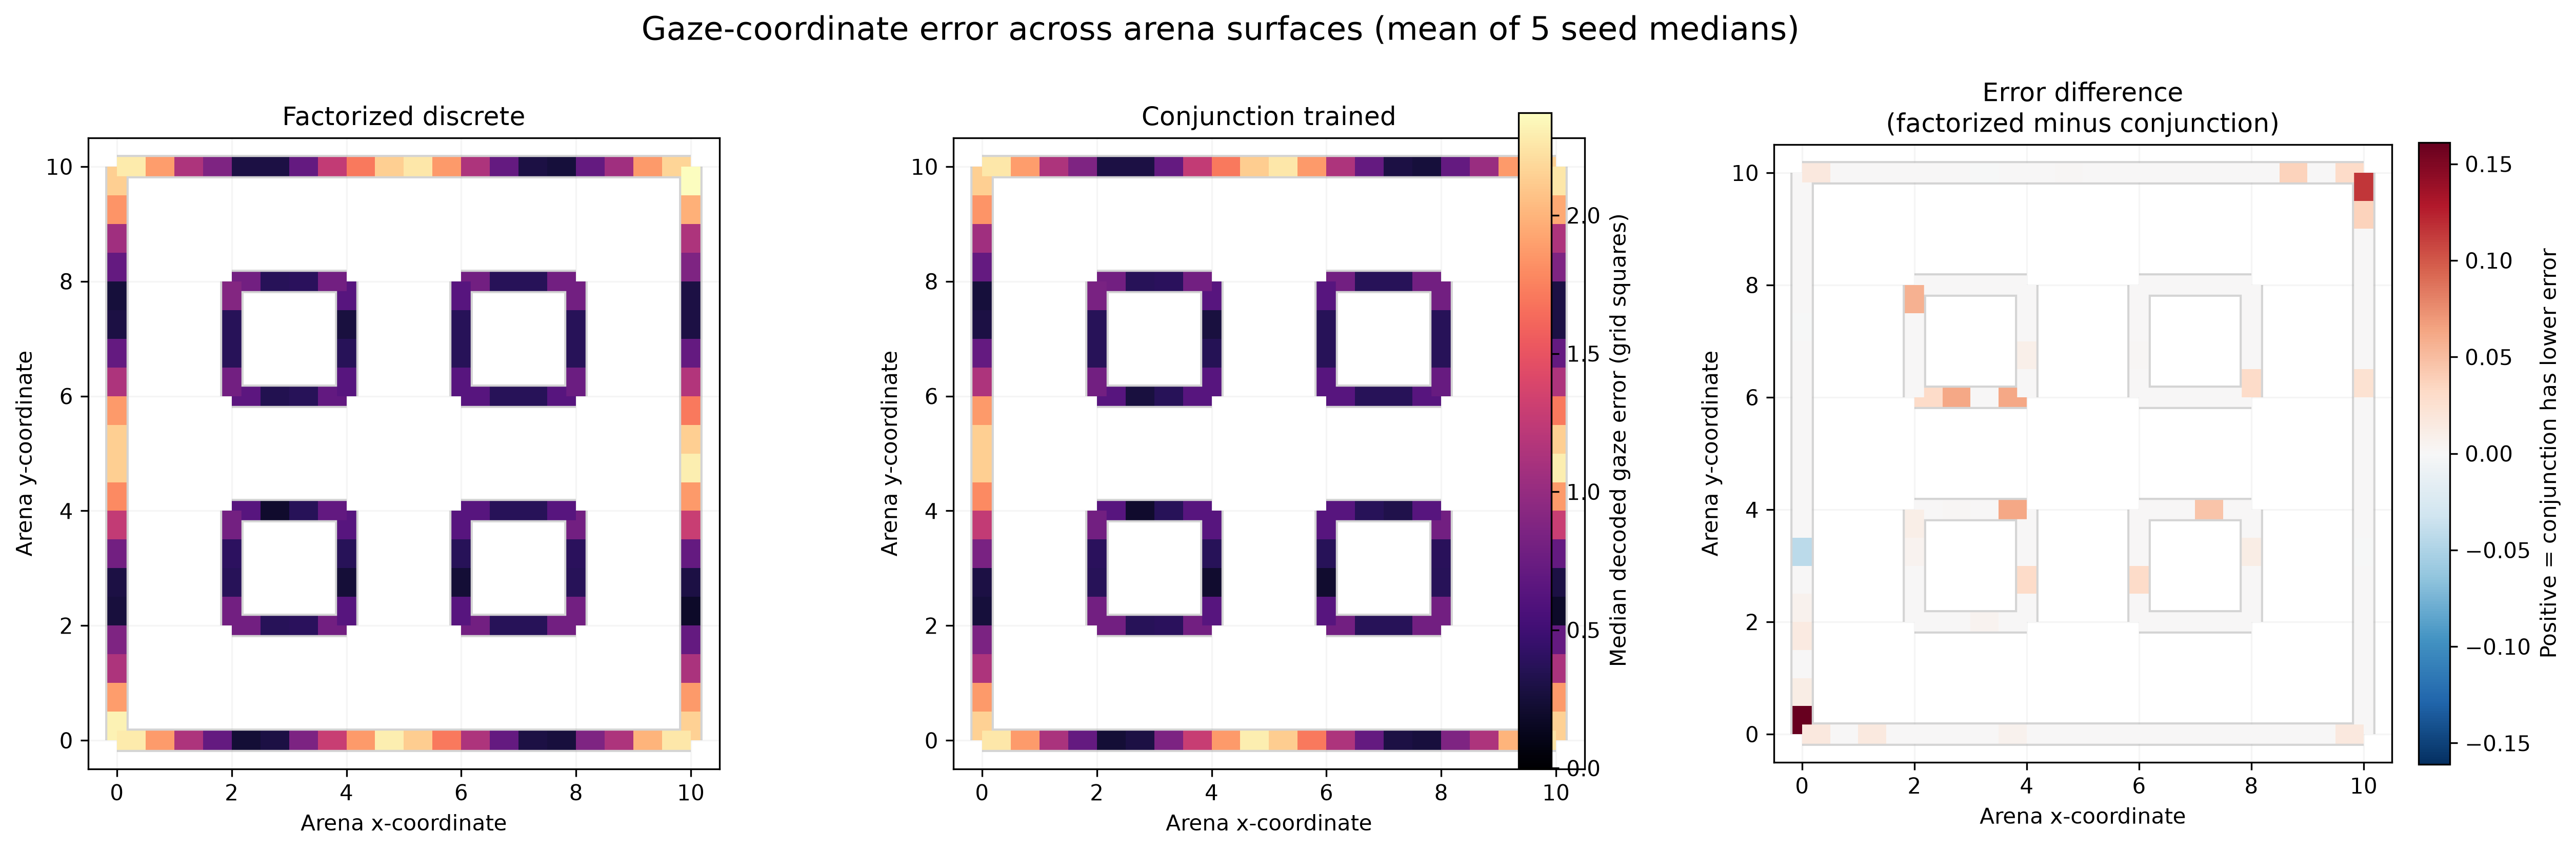 Gaze-coordinate error across arena surfaces (mean of 5 seed medians)
Factorized discrete
Arena y-coordinate
10
8
6
4
2
0
0 2 4 6 8 10
Arena x-coordinate
Conjunction trained
Arena y-coordinate
10
8
6
4
2
0
0 2 4 6 8 10
Arena x-coordinate
2.0
1.5
1.0
0.5
0.0
Median decoded gaze error (grid squares)
Error difference
(factorized minus conjunction)
Arena y-coordinate
10
8
6
4
2
0
0 2 4 6 8 10
Arena x-coordinate
0.15
0.10
0.05
0.00
−0.05
−0.10
−0.15
Positive = conjunction has lower error